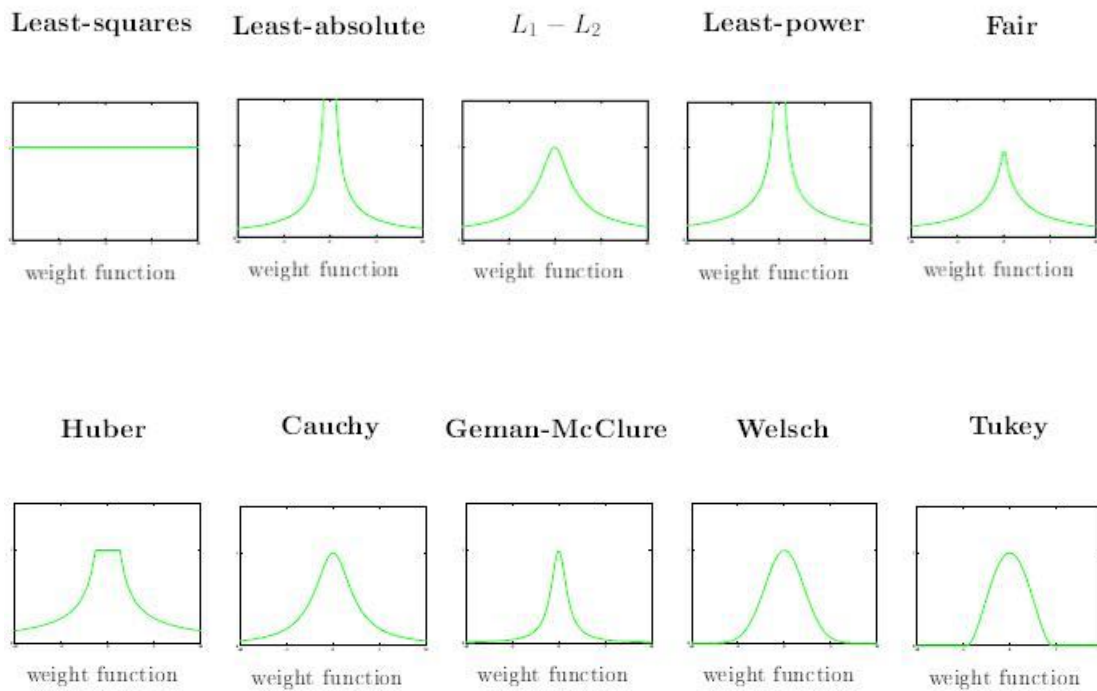 Least-squares Least-absolute L₁ − L₂ Least-power Fair
weight function weight function weight function weight function weight function
Huber Cauchy Geman-McClure Welsch Tukey
weight function weight function weight function weight function weight function